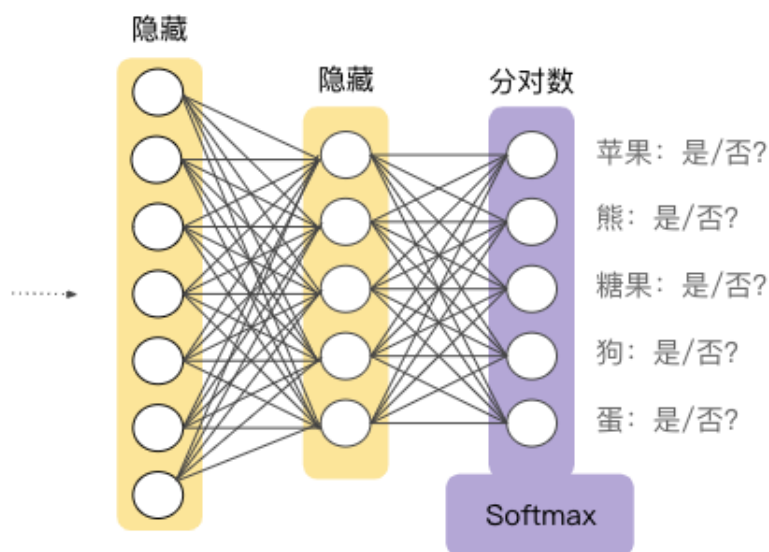 隐藏
隐藏
分对数
苹果：是/否?
熊：是/否?
糖果：是/否?
狗：是/否?
蛋：是/否?
Softmax